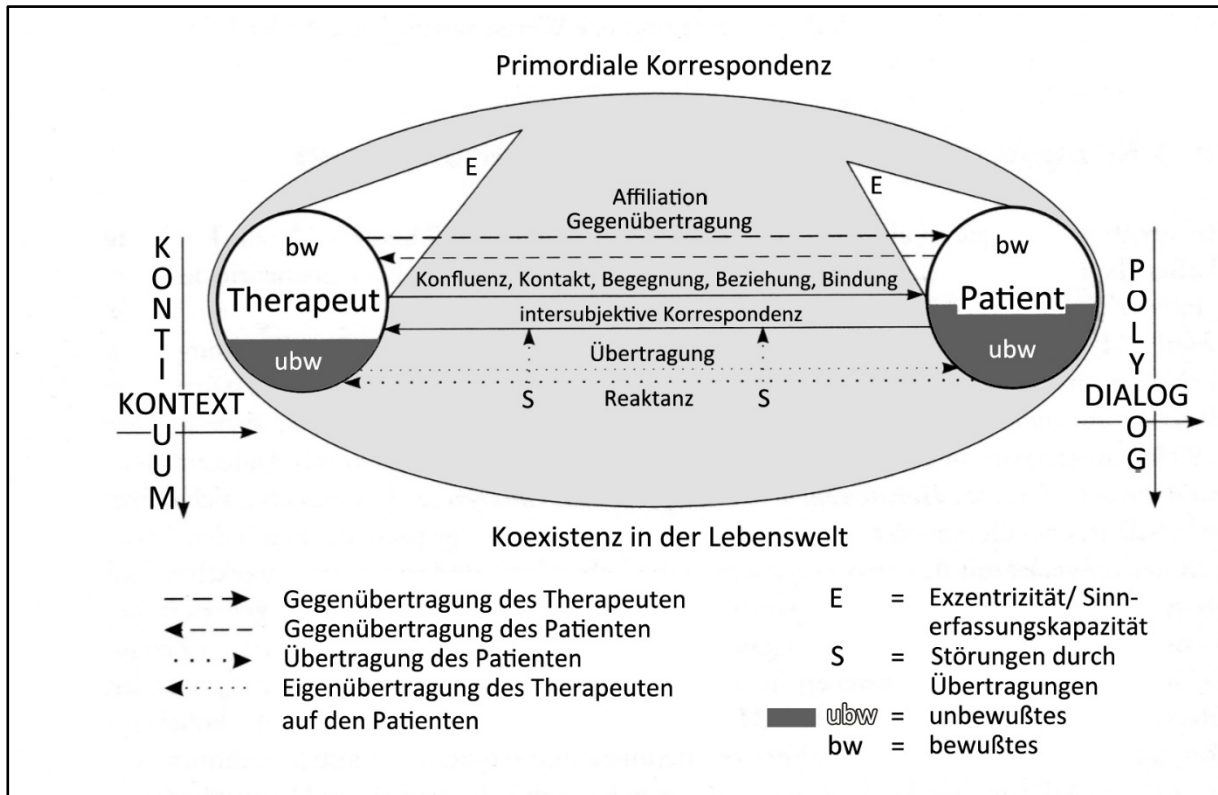 Primordiale Korrespondenz
E
E
Affiliation
Gegenübertragung
bw
bw
KONTINUUM
Konfluenz, Kontakt, Begegnung, Beziehung, Bindung
Therapeut
Patient
POLYLOG
intersubjektive Korrespondenz
ubw
Übertragung
ubw
KONTEXT
S
Reaktanz
S
DIALOG
Koexistenz in der Lebenswelt
Gegenübertragung des Therapeuten
Gegenübertragung des Patienten
Übertragung des Patienten
Eigenübertragung des Therapeuten
auf den Patienten
E = Exzentrizität/ Sinn-
erfassungskapazität
S = Störungen durch
Übertragungen
ubw = unbewußtes
bw = bewußtes